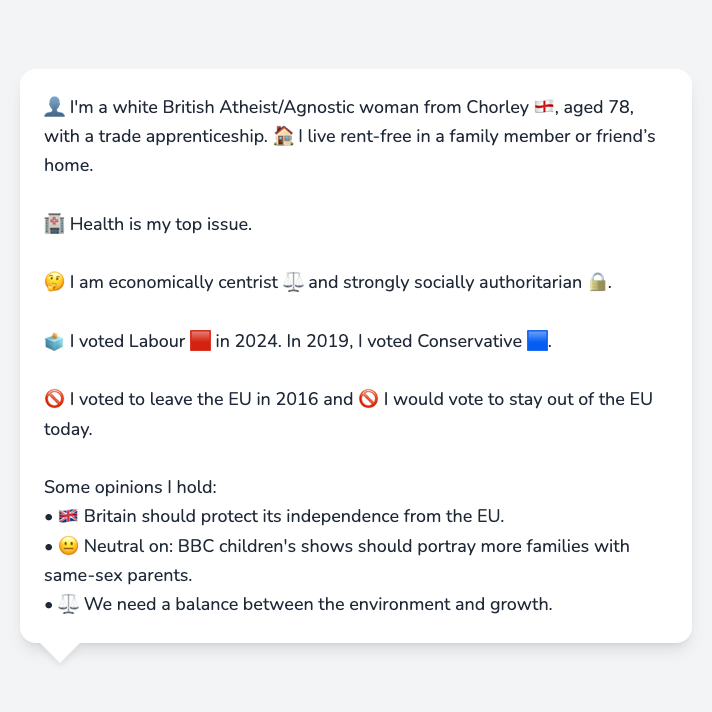 👤 I'm a white British Atheist/Agnostic woman from Chorley 🏴󠁧󠁢󠁥󠁮󠁧󠁿, aged 78,
with a trade apprenticeship. 🏠 I live rent-free in a family member or friend’s
home.
🏥 Health is my top issue.
🤔 I am economically centrist ⚖️ and strongly socially authoritarian 🔒.
🗳️ I voted Labour 🟥 in 2024. In 2019, I voted Conservative 🟦.
🚫 I voted to leave the EU in 2016 and 🚫 I would vote to stay out of the EU
today.
Some opinions I hold:
• 🇬🇧 Britain should protect its independence from the EU.
• 😐 Neutral on: BBC children's shows should portray more families with
same-sex parents.
• ⚖️ We need a balance between the environment and growth.